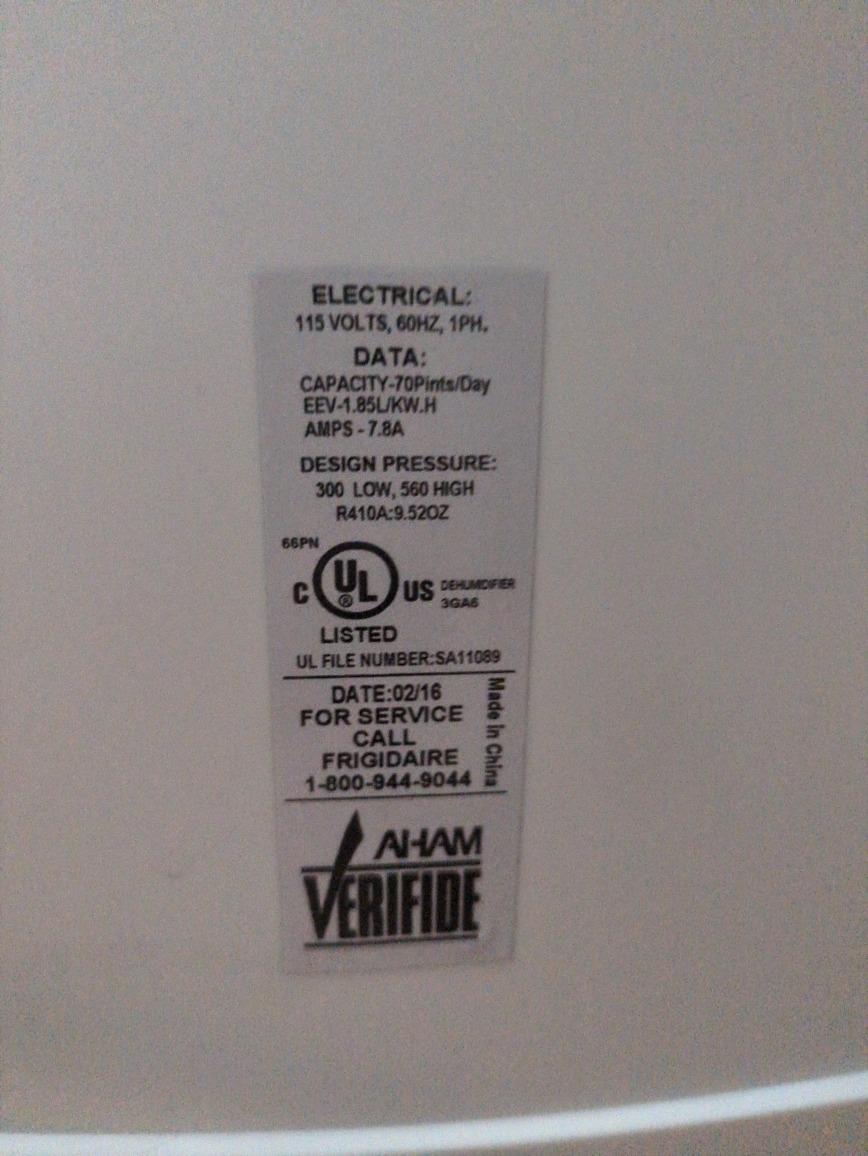 ELECTRICAL:
115 VOLTS, 60HZ, 1PH.
DATA:
CAPACITY-70Pints/Day
EEV-1.85L/KW.H
AMPS - 7.8A
DESIGN PRESSURE:
300 LOW, 560 HIGH
R410A:9.52OZ
66PN
C UL ® US DEHUMDIFIER
3GA6
LISTED
UL FILE NUMBER:SA11089
DATE:02/16
FOR SERVICE
CALL
FRIGIDAIRE
1-800-944-9044
Made in China
AHAM
VERIFIDE